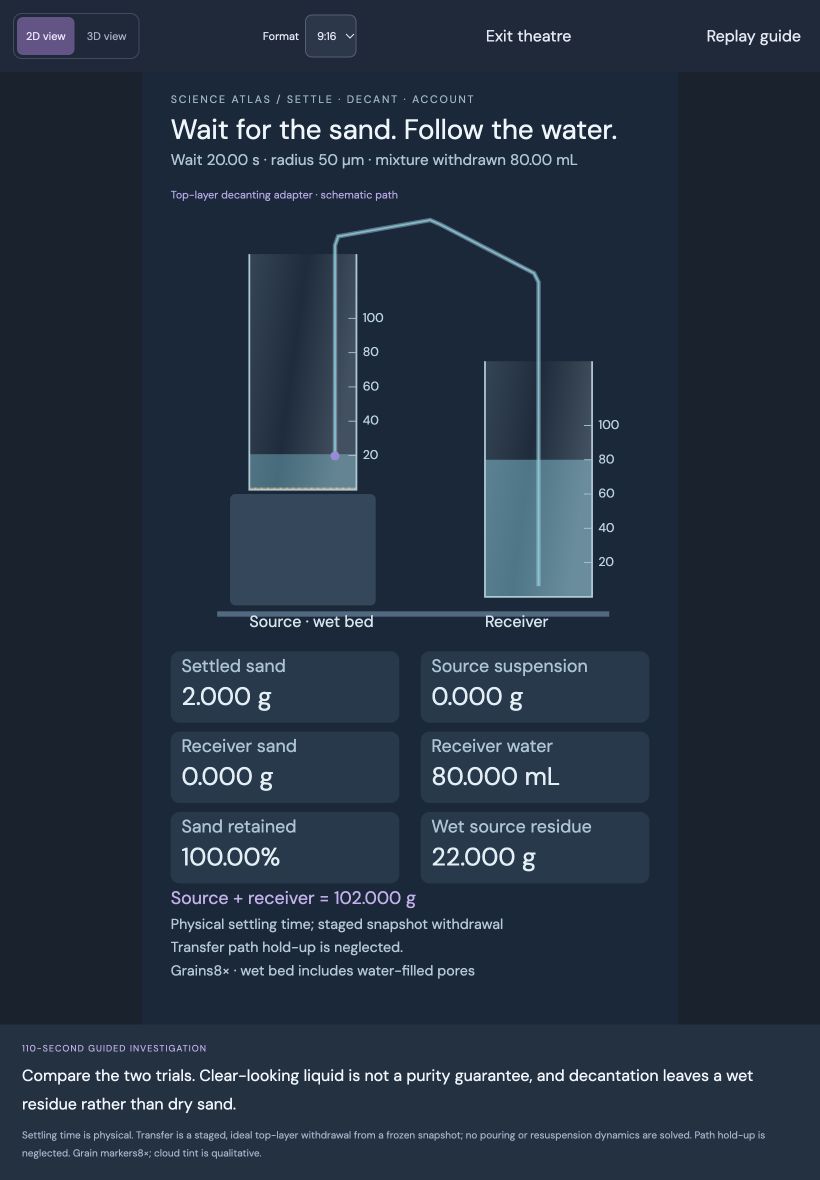 2D view 3D view Format 9:16 Exit theatre Replay guide
SCIENCE ATLAS / SETTLE · DECANT · ACCOUNT
Wait for the sand. Follow the water.
Wait 20.00 s · radius 50 µm · mixture withdrawn 80.00 mL
Top-layer decanting adapter · schematic path
100
80
60
40
20
100
80
60
40
20
Source · wet bed
Receiver
Settled sand
2.000 g
Source suspension
0.000 g
Receiver sand
0.000 g
Receiver water
80.000 mL
Sand retained
100.00%
Wet source residue
22.000 g
Source + receiver = 102.000 g
Physical settling time; staged snapshot withdrawal
Transfer path hold-up is neglected.
Grains8× · wet bed includes water-filled pores
110-SECOND GUIDED INVESTIGATION
Compare the two trials. Clear-looking liquid is not a purity guarantee, and decantation leaves a wet
residue rather than dry sand.
Settling time is physical. Transfer is a staged, ideal top-layer withdrawal from a frozen snapshot; no pouring or resuspension dynamics are solved. Path hold-up is
neglected. Grain markers8×; cloud tint is qualitative.